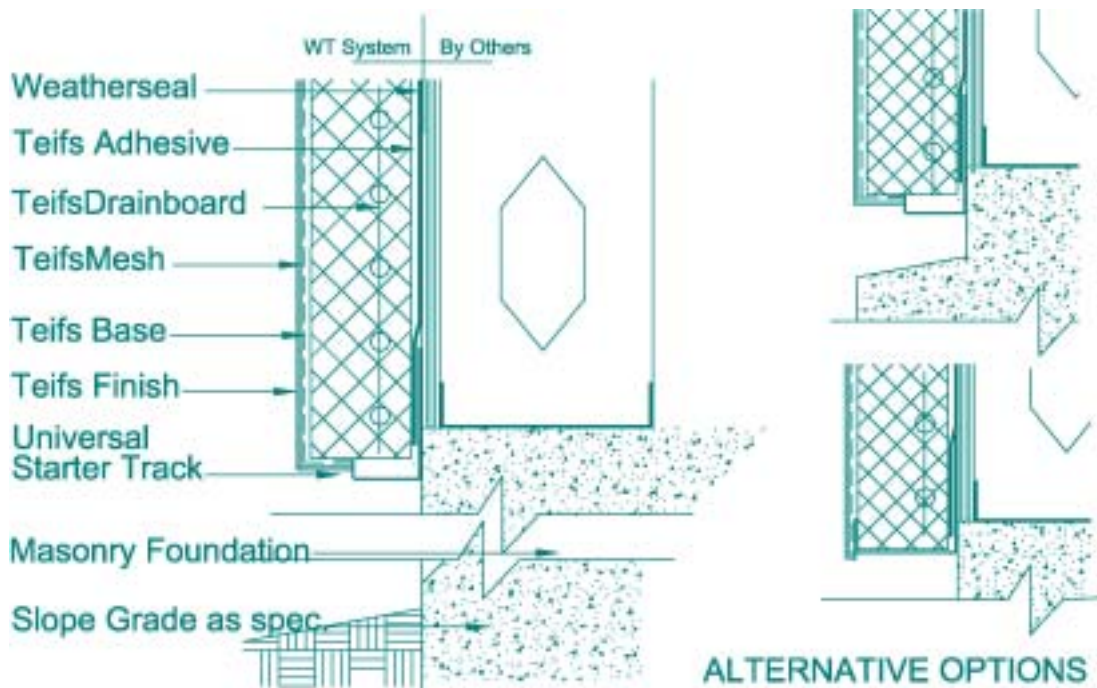 WT System By Others
Weatherseal
Teifs Adhesive
TeifsDrainboard
TeifsMesh
Teifs Base
Teifs Finish
Universal
Starter Track
Masonry Foundation
Slope Grade as spec.
ALTERNATIVE OPTIONS